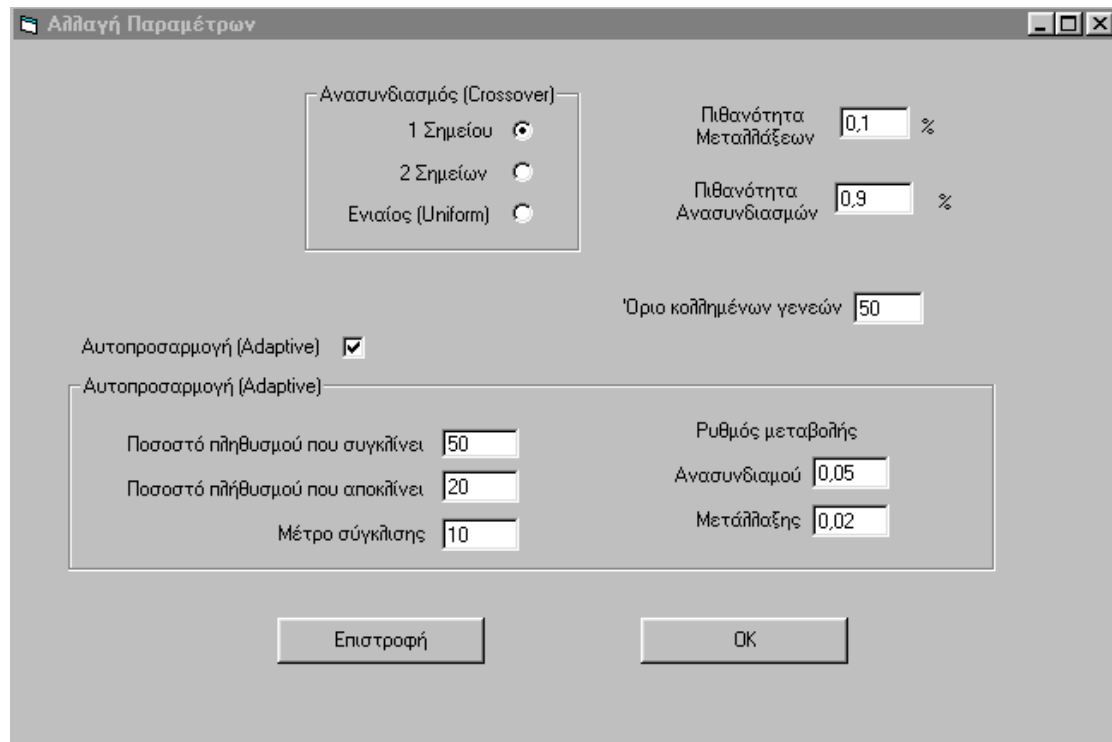 Αλλαγή Παραμέτρων
Ανασυνδιασμός (Crossover)
1 Σημείου
2 Σημείων
Ενιαίος (Uniform)
Πιθανότητα
Μεταλλάξεων
0,1
%
Πιθανότητα
Ανασυνδιασμών
0,9
%
Όριο κολλημένων γενεών
50
Αυτοπροσαρμογή (Adaptive)
Αυτοπροσαρμογή (Adaptive)
Ποσοστό πληθυσμού που συγκλίνει
50
Ποσοστό πλήθυσμού που αποκλίνει
20
Μέτρο σύγκλισης
10
Ρυθμός μεταβολής
Ανασυνδιαμού
0,05
Μετάλλαξης
0,02
Επιστροφή
OK